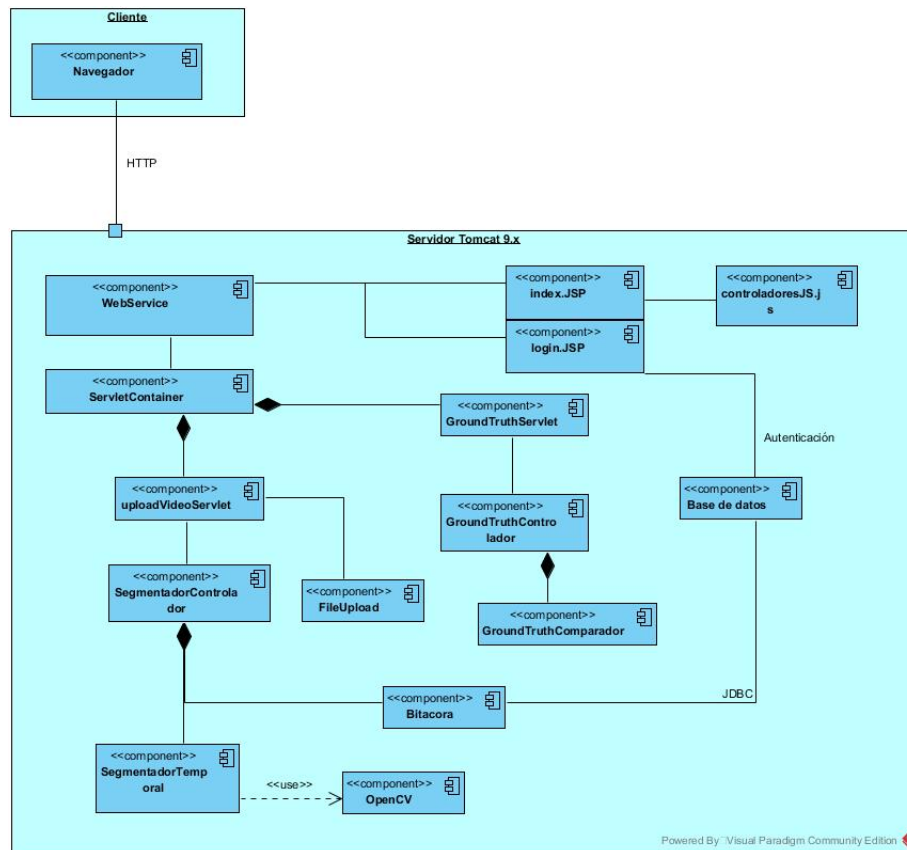 Cliente
<<component>>
Navegador
HTTP
Servidor Tomcat 9.x
<<component>>
WebService
<<component>>
index.JSP
<<component>>
controladoresJS.j
s
<<component>>
login.JSP
<<component>>
ServletContainer
<<component>>
GroundTruthServlet
Autenticación
<<component>>
uploadVideoServlet
<<component>>
GroundTruthContro
lador
<<component>>
Base de datos
<<component>>
SegmentadorControla
dor
<<component>>
FileUpload
<<component>>
GroundTruthComparador
<<component>>
Bitacora
JDBC
<<component>>
SegmentadorTemp
oral
<<use>>
<<component>>
OpenCV
Powered By Visual Paradigm Community Edition